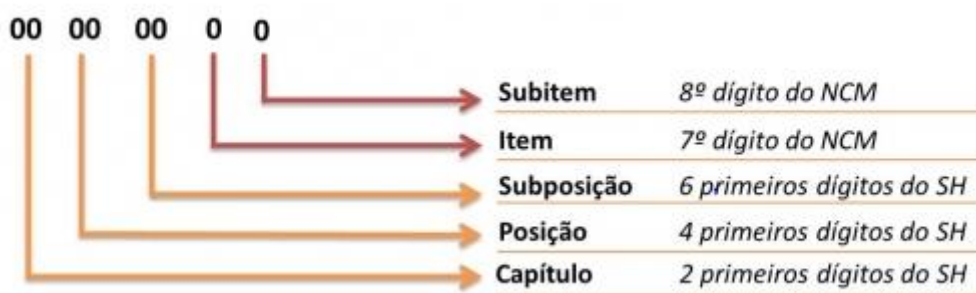 00 00 00 0 0
Subitem 8º dígito do NCM
Item 7º dígito do NCM
Subposição 6 primeiros dígitos do SH
Posição 4 primeiros dígitos do SH
Capítulo 2 primeiros dígitos do SH